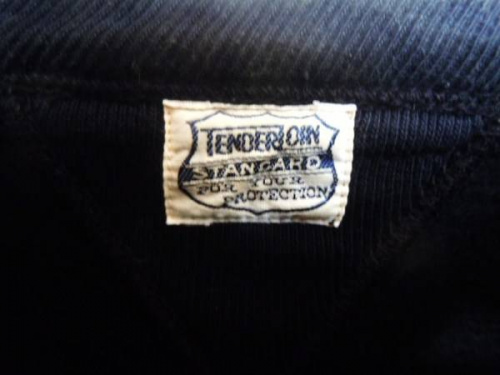 TENDERLOIN
STANDARD
FOR YOUR
PROTECTION